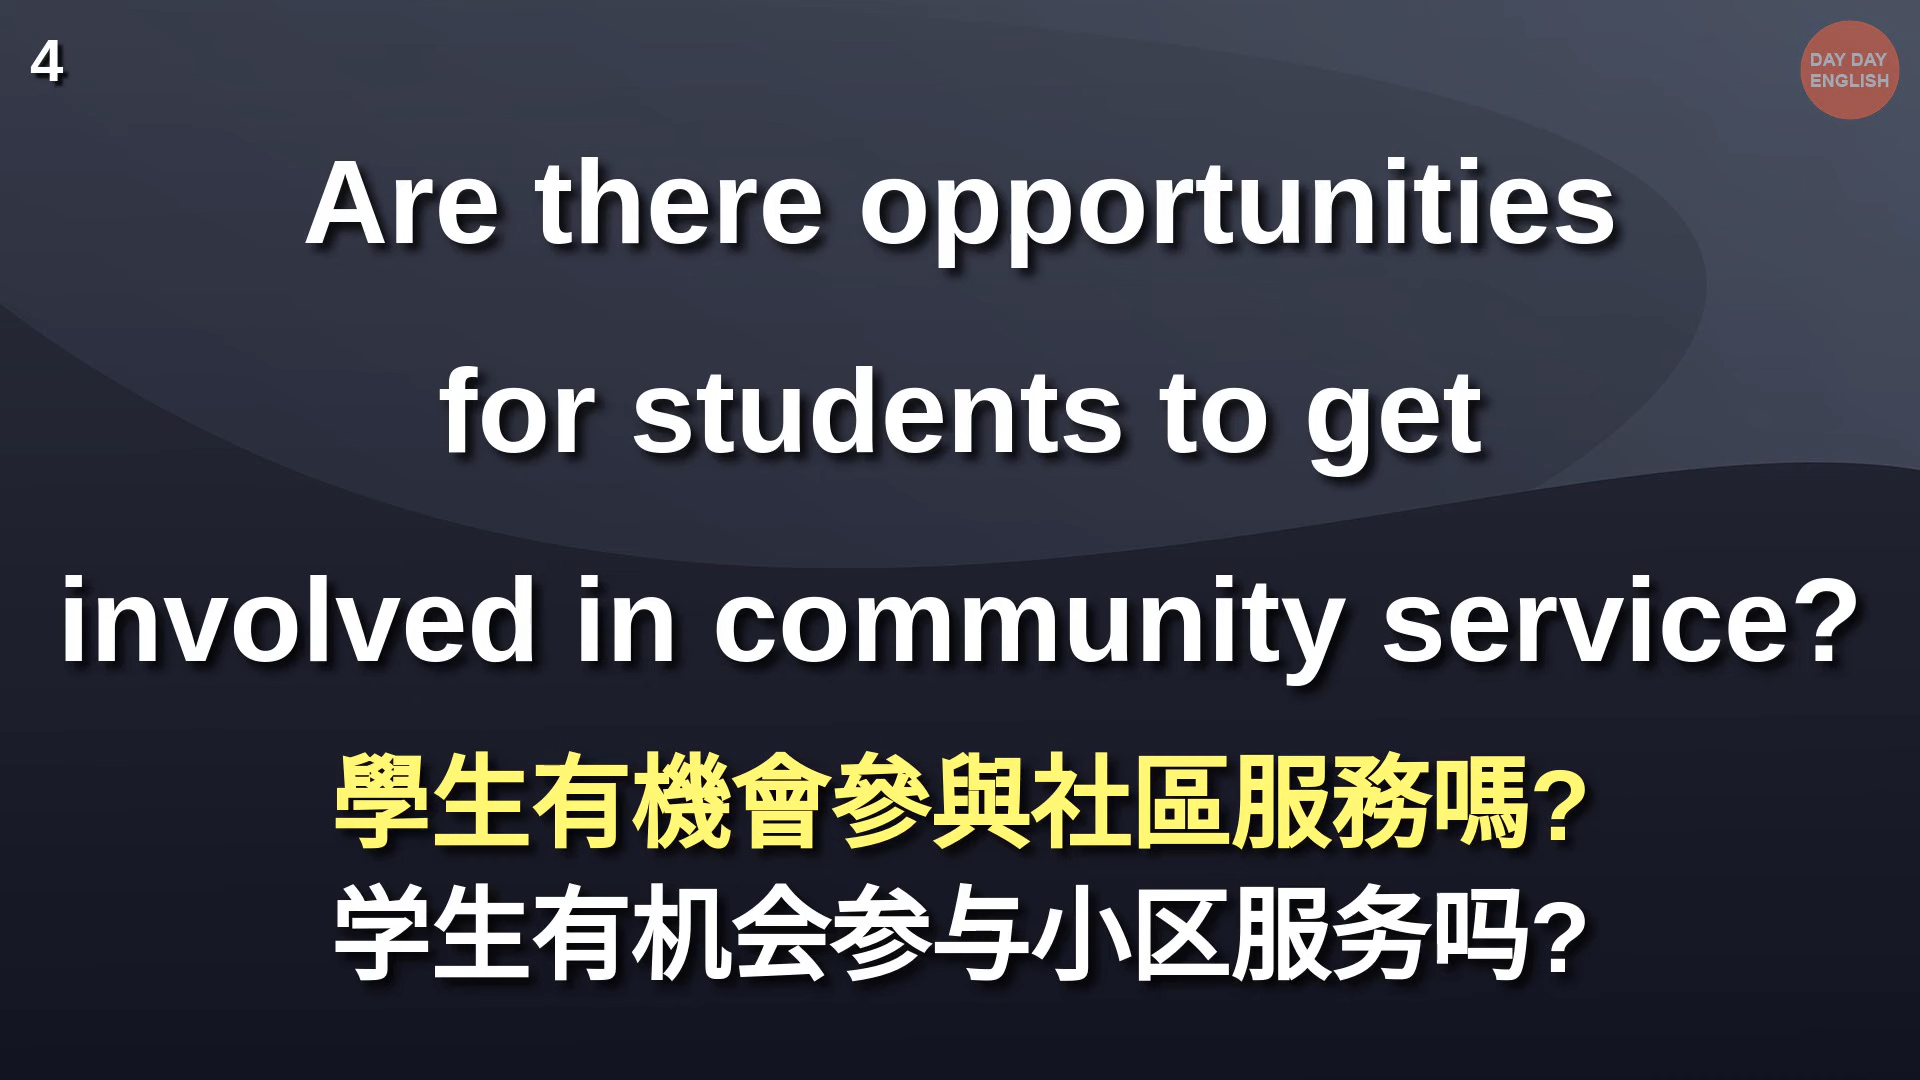 4
DAY DAY
ENGLISH
Are there opportunities
for students to get
involved in community service?
學生有機會參與社區服務嗎?
学生有机会参与小区服务吗?